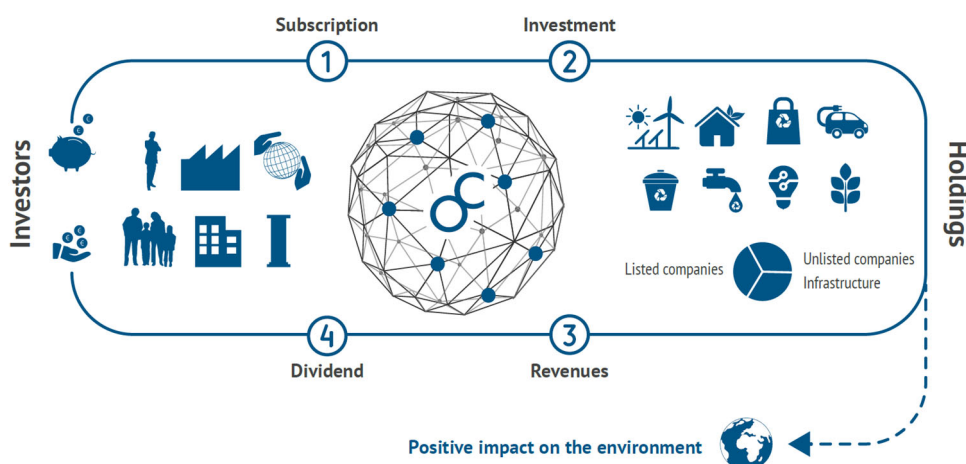 Subscription
Investment
1
2
Investors
€
€
€
€
€
OC
Holdings
Listed companies
Unlisted companies
Infrastructure
4
3
Dividend
Revenues
Positive impact on the environment